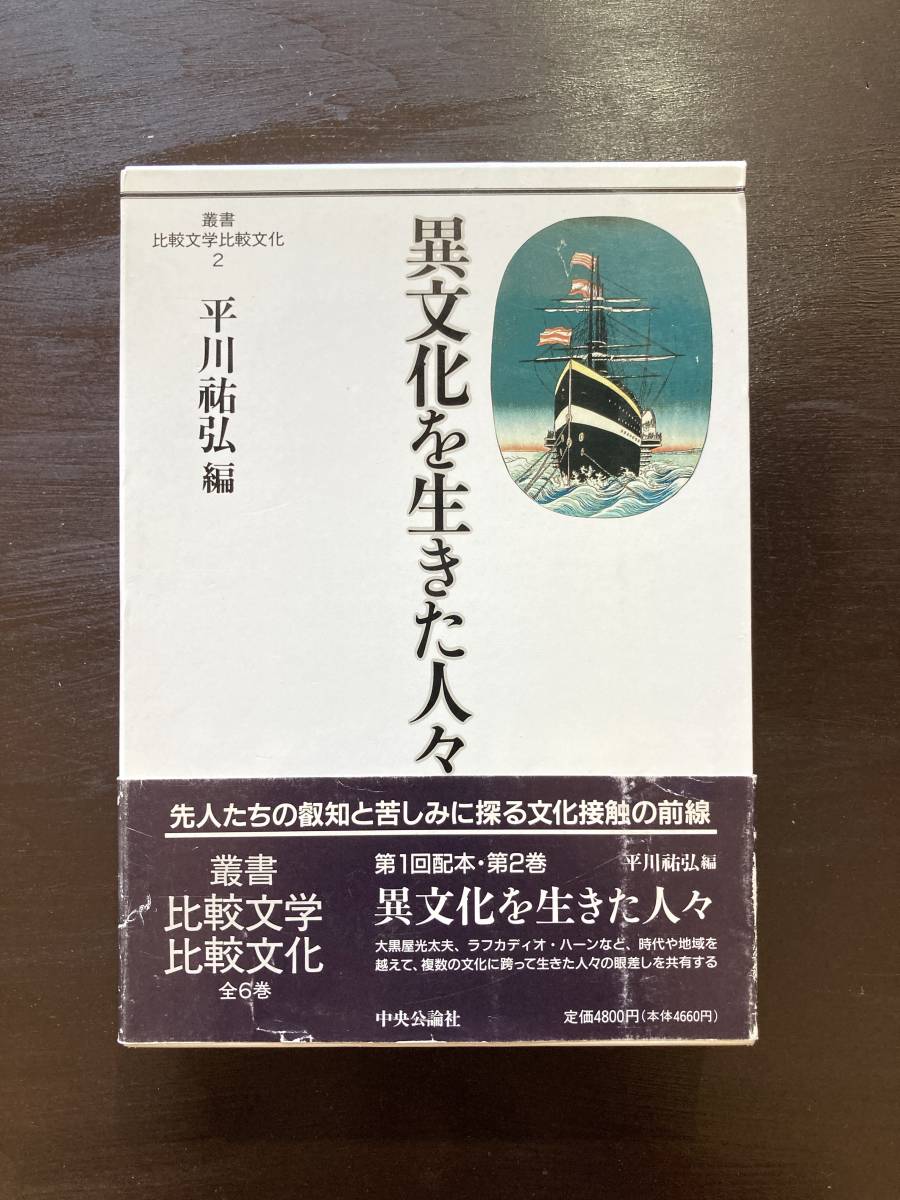 叢書
比較文学比較文化
2
平川祐弘 編
異文化を生きた人々
先人たちの叡知と苦しみに探る文化接触の前線
叢書
比較文学
比較文化
全6巻
第1回配本・第2巻
平川祐弘編
異文化を生きた人々
大黒屋光太夫、ラフカディオ・ハーンなど、時代や地域を
越えて、複数の文化に跨って生きた人々の眼差しを共有する
中央公論社
定価4800円(本体4660円)